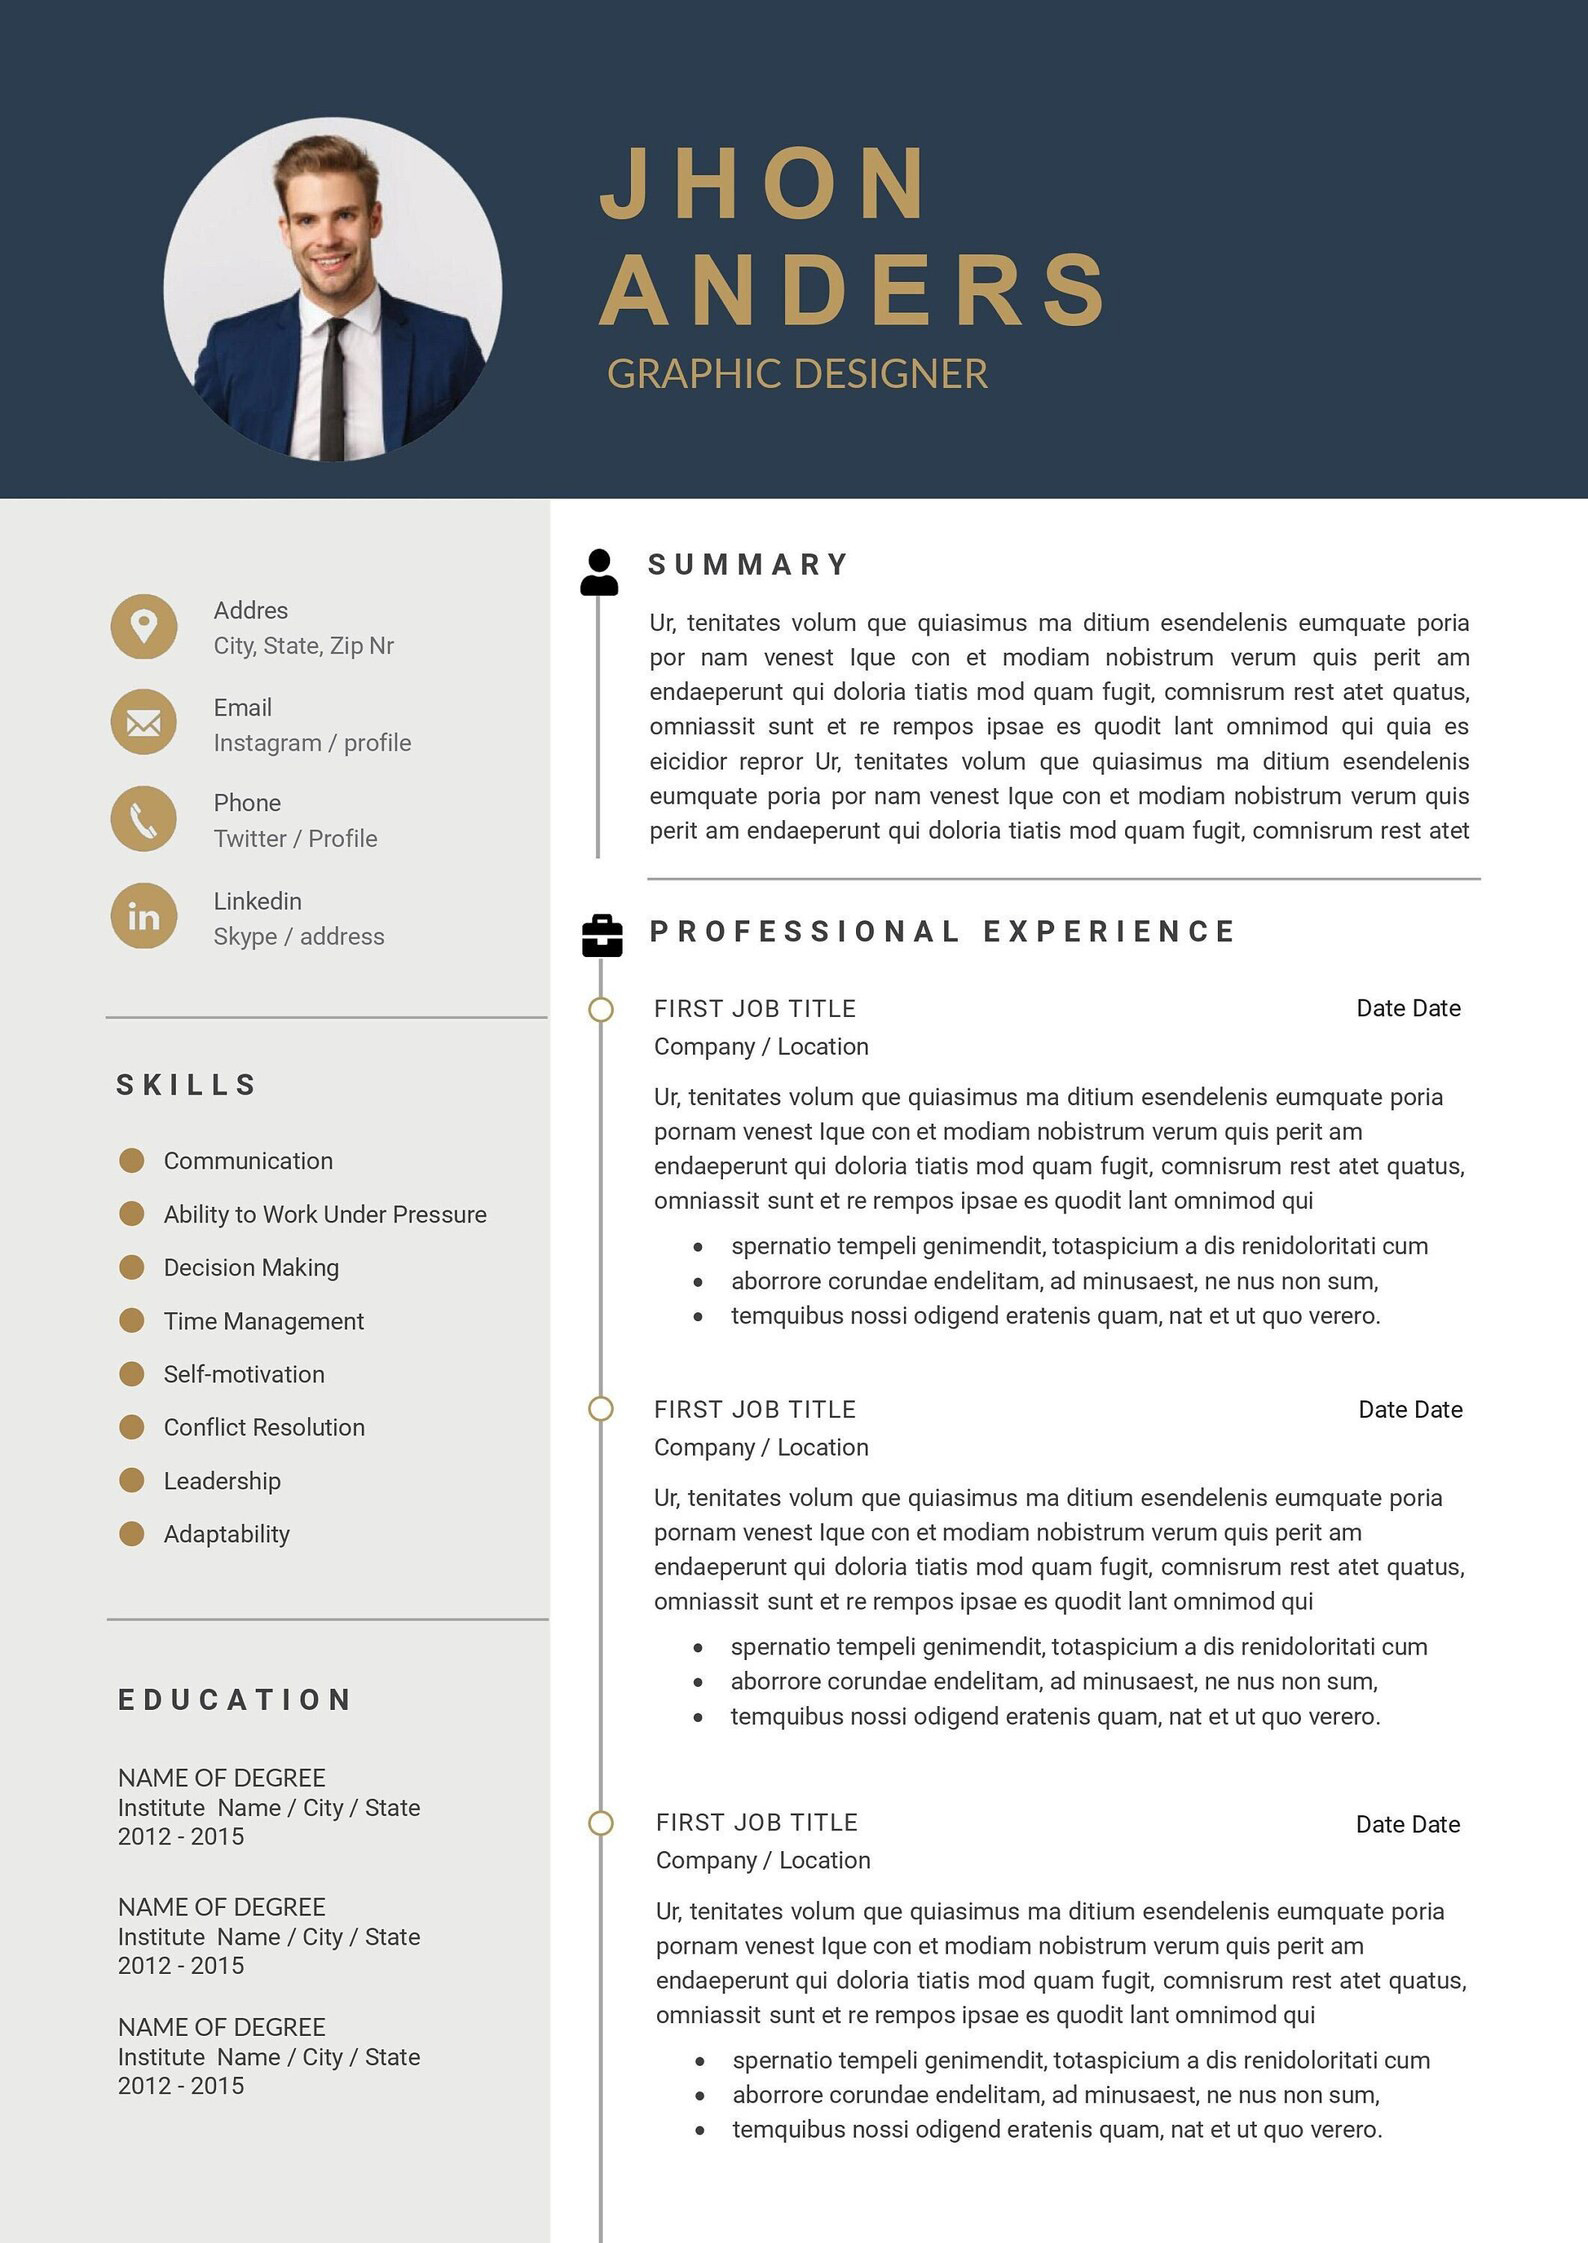 JHON
ANDERS
GRAPHIC DESIGNER
Addres
City, State, Zip Nr
Email
Instagram / profile
Phone
Twitter / Profile
in
Linkedin
Skype / address
SKILLS
Communication
Ability to Work Under Pressure
Decision Making
Time Management
Self-motivation
Conflict Resolution
Leadership
Adaptability
EDUCATION
NAME OF DEGREE
Institute Name / City / State
2012 - 2015
NAME OF DEGREE
Institute Name / City / State
2012 - 2015
NAME OF DEGREE
Institute Name / City / State
2012 - 2015
SUMMARY
Ur, tenitates volum que quiasimus ma ditium esendelenis eumquate poria
por nam venest Ique con et modiam nobistrum verum quis perit am
endaeperunt qui doloria tiatis mod quam fugit, comnisrum rest atet quatus,
omniassit sunt et re rempos ipsae es quodit lant omnimod qui quia es
eicidior repror Ur, tenitates volum que quiasimus ma ditium esendelenis
eumquate poria por nam venest Ique con et modiam nobistrum verum quis
perit am endaeperunt qui doloria tiatis mod quam fugit, comnisrum rest atet
PROFESSIONAL EXPERIENCE
FIRST JOB TITLE Date Date
Company / Location
Ur, tenitates volum que quiasimus ma ditium esendelenis eumquate poria
pornam venest Ique con et modiam nobistrum verum quis perit am
endaeperunt qui doloria tiatis mod quam fugit, comnisrum rest atet quatus,
omniassit sunt et re rempos ipsae es quodit lant omnimod qui
• spernatio tempeli genimendit, totaspicium a dis renidoloritati cum
• aborrore corundae endelitam, ad minusaest, ne nus non sum,
• temquibus nossi odigend eratenis quam, nat et ut quo verero.
FIRST JOB TITLE Date Date
Company / Location
Ur, tenitates volum que quiasimus ma ditium esendelenis eumquate poria
pornam venest Ique con et modiam nobistrum verum quis perit am
endaeperunt qui doloria tiatis mod quam fugit, comnisrum rest atet quatus,
omniassit sunt et re rempos ipsae es quodit lant omnimod qui
• spernatio tempeli genimendit, totaspicium a dis renidoloritati cum
• aborrore corundae endelitam, ad minusaest, ne nus non sum,
• temquibus nossi odigend eratenis quam, nat et ut quo verero.
FIRST JOB TITLE Date Date
Company / Location
Ur, tenitates volum que quiasimus ma ditium esendelenis eumquate poria
pornam venest Ique con et modiam nobistrum verum quis perit am
endaeperunt qui doloria tiatis mod quam fugit, comnisrum rest atet quatus,
omniassit sunt et re rempos ipsae es quodit lant omnimod qui
• spernatio tempeli genimendit, totaspicium a dis renidoloritati cum
• aborrore corundae endelitam, ad minusaest, ne nus non sum,
• temquibus nossi odigend eratenis quam, nat et ut quo verero.